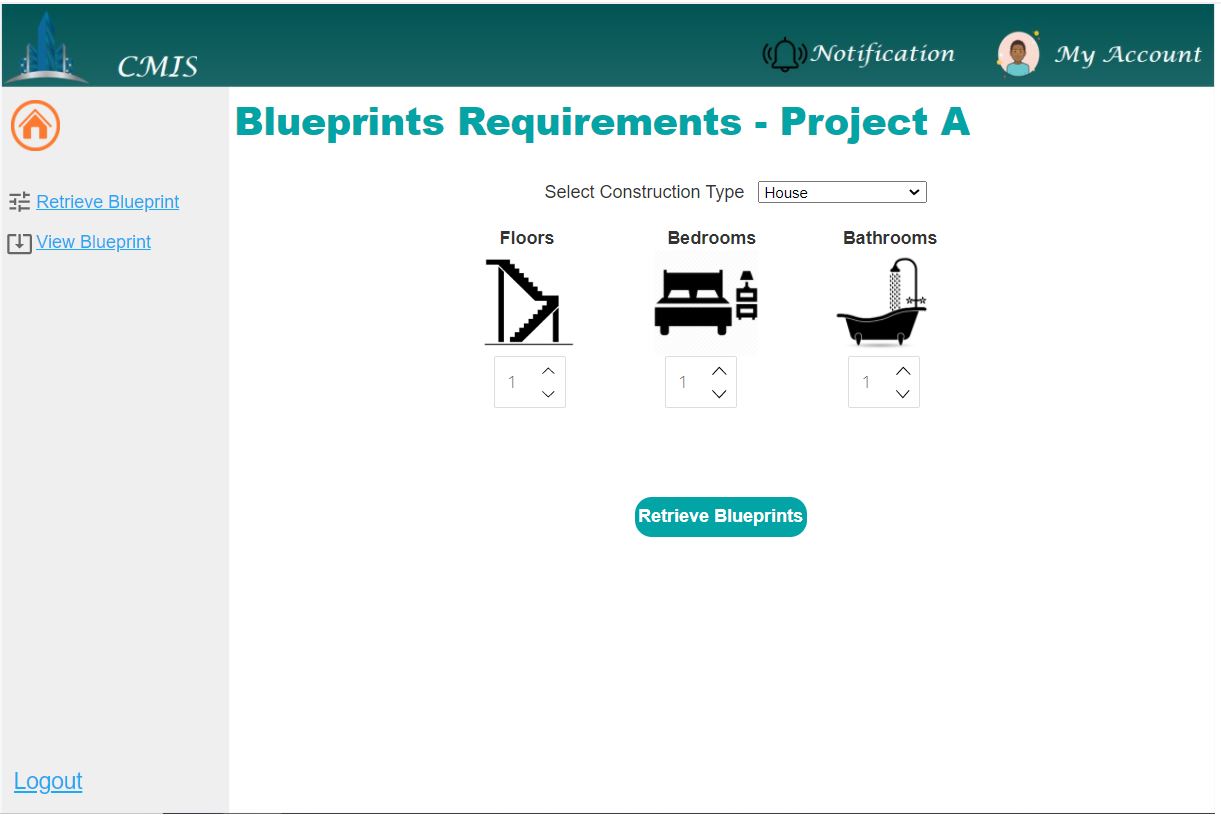 CMIS
Notification
My Account
Blueprints Requirements - Project A
Retrieve Blueprint
View Blueprint
Select Construction Type House
Floors Bedrooms Bathrooms
1 1 1
Retrieve Blueprints
Logout